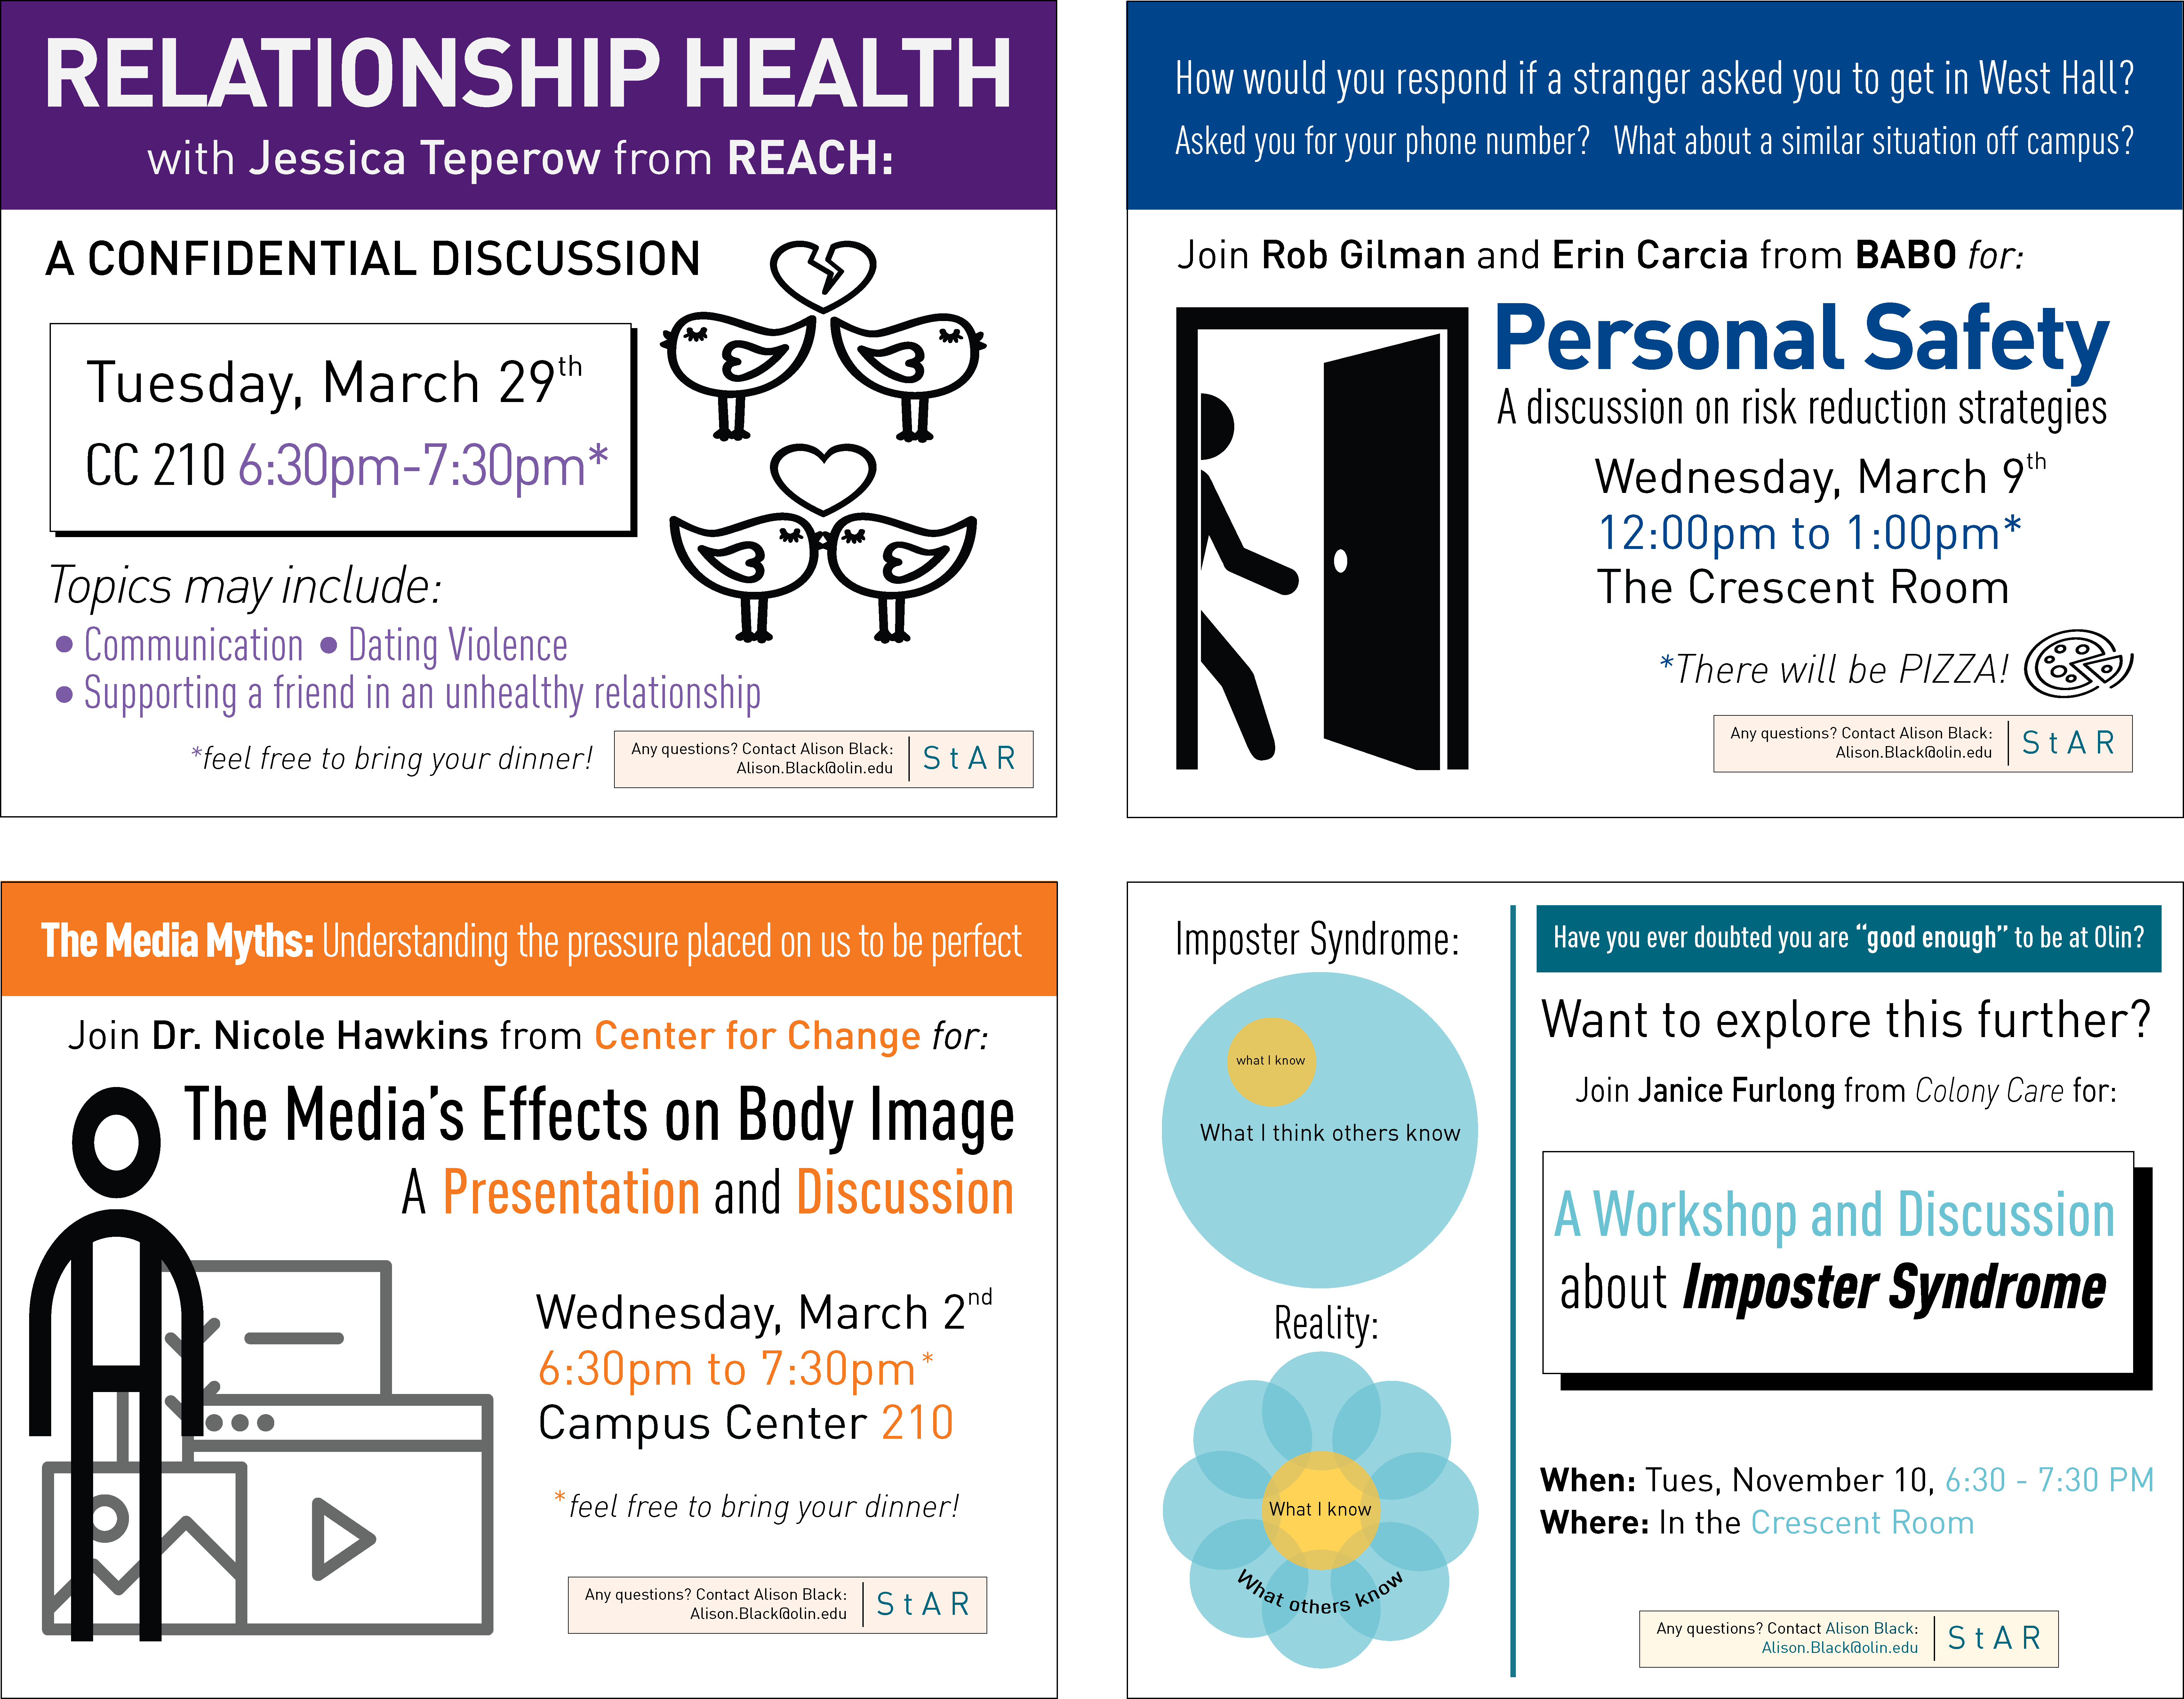 RELATIONSHIP HEALTH
with Jessica Teperow from REACH:
A CONFIDENTIAL DISCUSSION
Tuesday, March 29th
CC 210 6:30pm-7:30pm*
Topics may include:
• Communication • Dating Violence
• Supporting a friend in an unhealthy relationship
*feel free to bring your dinner!
Any questions? Contact Alison Black:
Alison.Black@olin.edu
StAR
How would you respond if a stranger asked you to get in West Hall?
Asked you for your phone number? What about a similar situation off campus?
Join Rob Gilman and Erin Carcia from BABO for:
Personal Safety
A discussion on risk reduction strategies
Wednesday, March 9th
12:00pm to 1:00pm*
The Crescent Room
*There will be PIZZA!
Any questions? Contact Alison Black:
Alison.Black@olin.edu
StAR
The Media Myths: Understanding the pressure placed on us to be perfect
Join Dr. Nicole Hawkins from Center for Change for:
The Media's Effects on Body Image
A Presentation and Discussion
Wednesday, March 2nd
6:30pm to 7:30pm*
Campus Center 210
*feel free to bring your dinner!
Any questions? Contact Alison Black:
Alison.Black@olin.edu
StAR
Imposter Syndrome:
what I know
What I think others know
Reality:
What I know
What others know
Have you ever doubted you are “good enough” to be at Olin?
Want to explore this further?
Join Janice Furlong from Colony Care for:
A Workshop and Discussion
about Imposter Syndrome
When: Tues, November 10, 6:30 - 7:30 PM
Where: In the Crescent Room
Any questions? Contact Alison Black:
Alison.Black@olin.edu
StAR